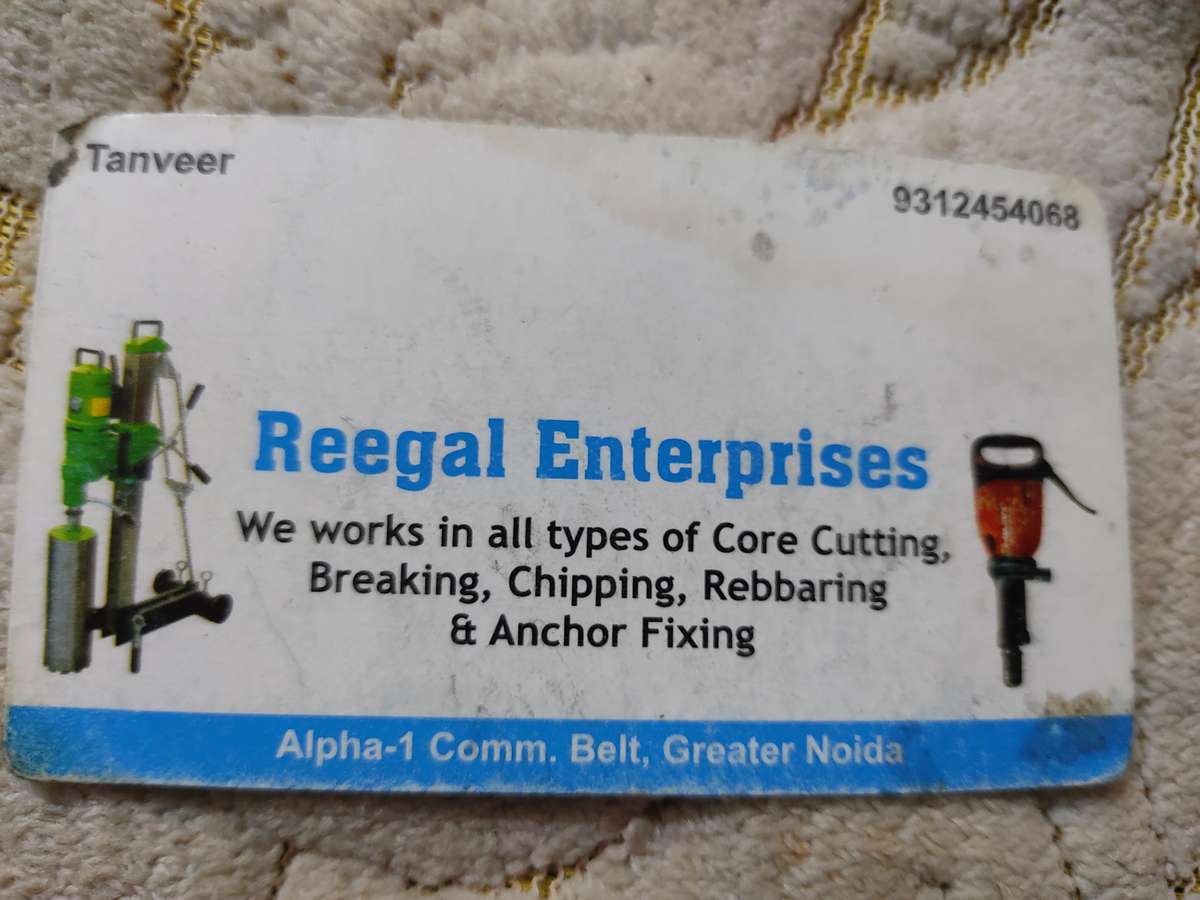 Tanveer
9312454068
Reegal Enterprises
We works in all types of Core Cutting,
Breaking, Chipping, Rebbaring
& Anchor Fixing
Alpha-1 Comm. Belt, Greater Noida